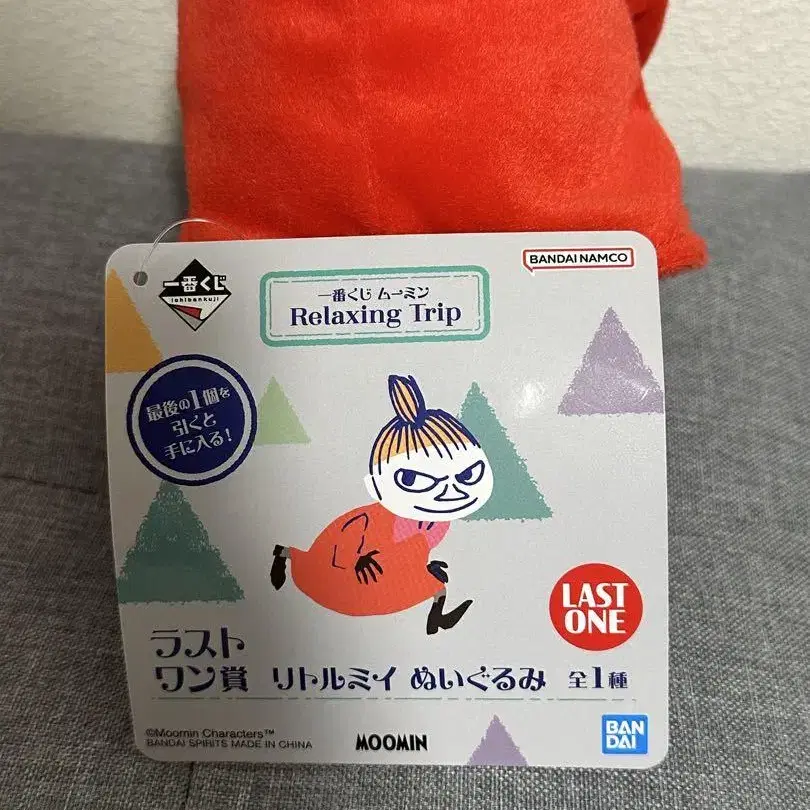 一番くじ
ichibankuji
一番くじ ムーミン
Relaxing Trip
BANDAI NAMCO
最後の1個を
引くと
手に入る!
LAST
ONE
ラスト
ワン賞 リトルミイ ぬいぐるみ 全1種
©Moomin Characters™
BANDAI SPIRITS MADE IN CHINA
MOOMIN
BAN
DAI